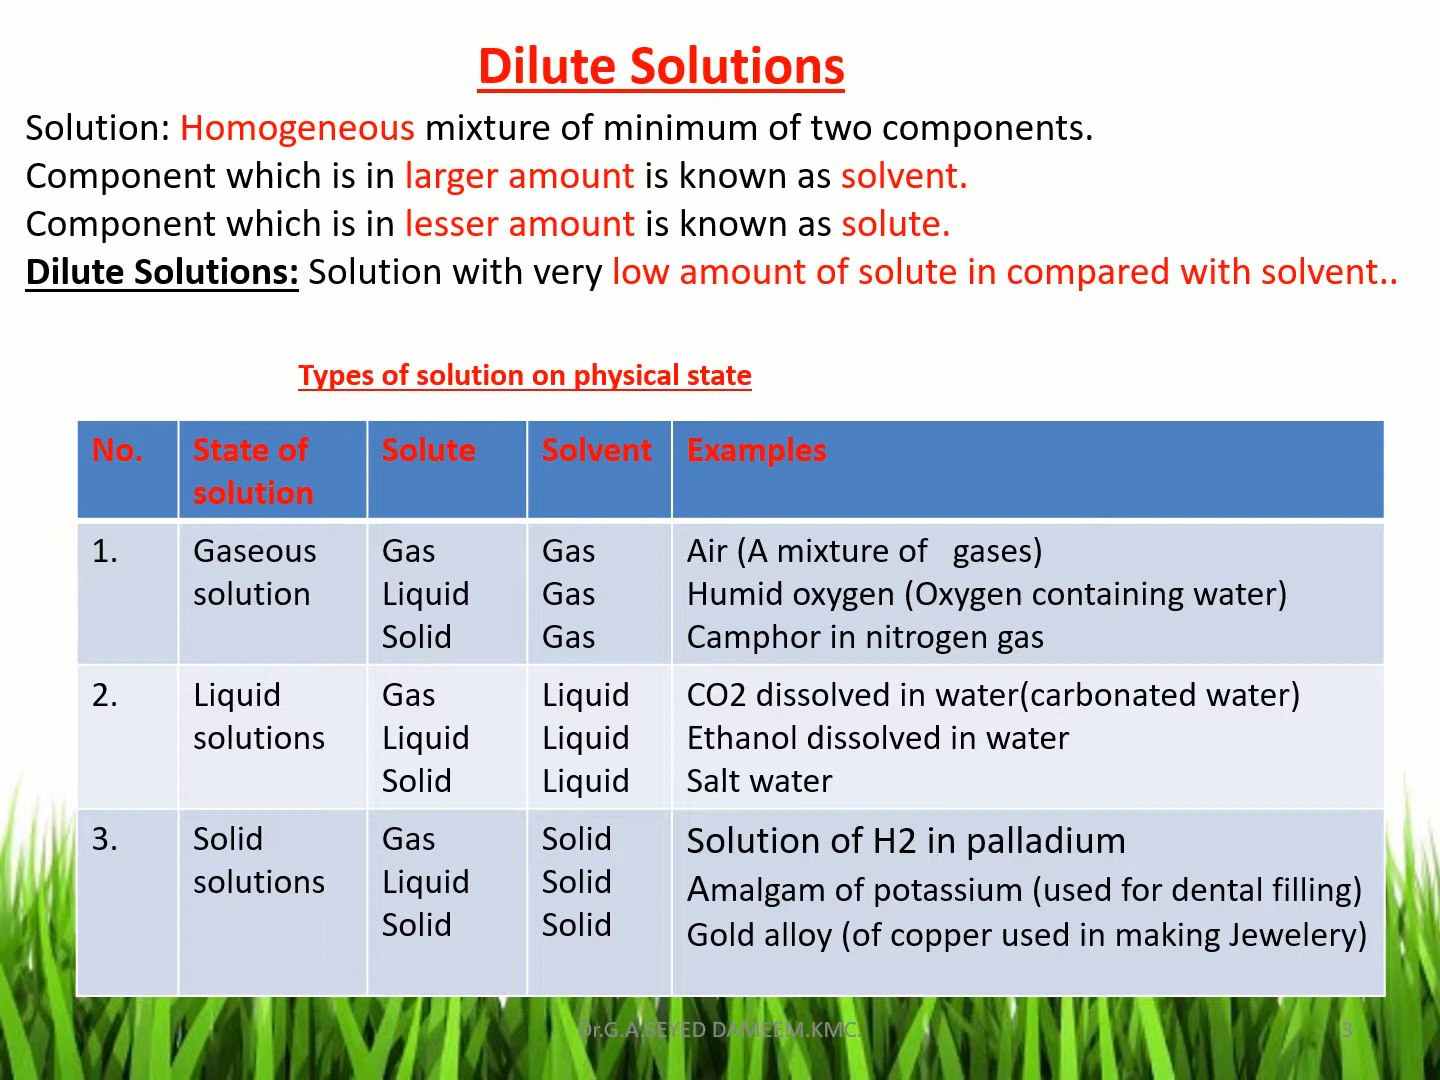 Dilute Solutions
Solution: Homogeneous mixture of minimum of two components.
Component which is in larger amount is known as solvent.
Component which is in lesser amount is known as solute.
Dilute Solutions: Solution with very low amount of solute in compared with solvent..
Types of solution on physical state
No. State of solution Solute Solvent Examples
1. Gaseous solution
Gas Gas Air (A mixture of gases)
Liquid Gas Humid oxygen (Oxygen containing water)
Solid Gas Camphor in nitrogen gas
2. Liquid solutions
Gas Liquid CO2 dissolved in water(carbonated water)
Liquid Liquid Ethanol dissolved in water
Solid Liquid Salt water
3. Solid solutions
Gas Solid Solution of H2 in palladium
Liquid Solid Amalgam of potassium (used for dental filling)
Solid Solid Gold alloy (of copper used in making Jewelery)
Dr.G.A.SEYED DAMEEM.KMC. 3